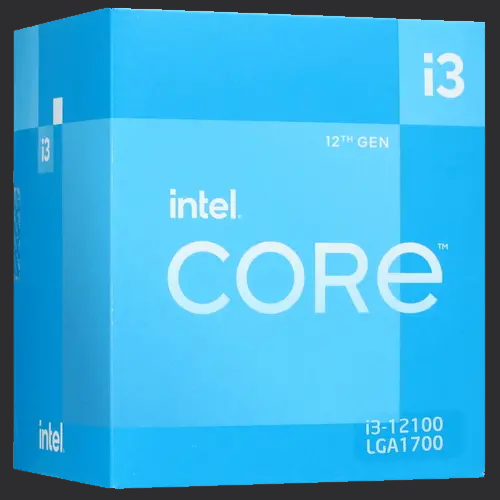 i3
12TH GEN
intel.
CORe™
i3-12100
LGA1700
i3
intel